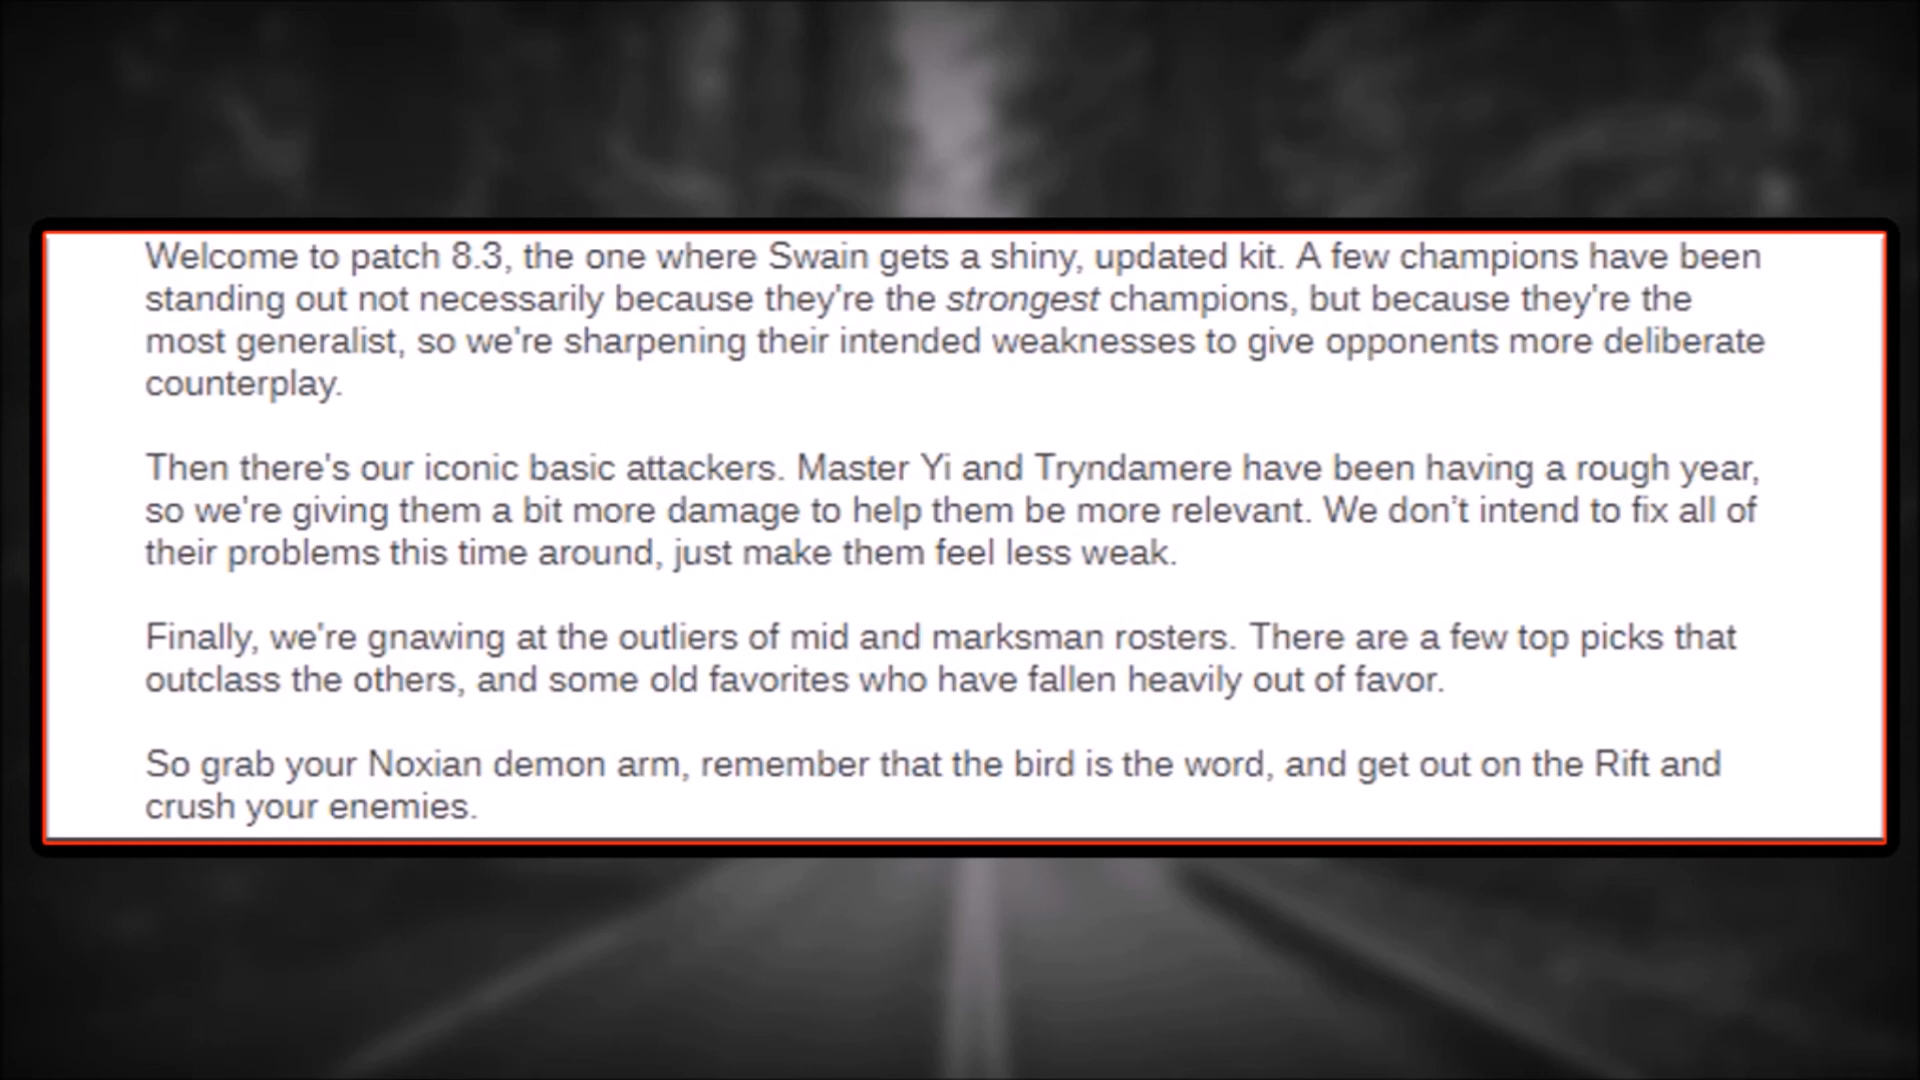 Welcome to patch 8.3, the one where Swain gets a shiny, updated kit. A few champions have been
standing out not necessarily because they're the strongest champions, but because they're the
most generalist, so we're sharpening their intended weaknesses to give opponents more deliberate
counterplay.
Then there's our iconic basic attackers. Master Yi and Tryndamere have been having a rough year,
so we're giving them a bit more damage to help them be more relevant. We don’t intend to fix all of
their problems this time around, just make them feel less weak.
Finally, we're gnawing at the outliers of mid and marksman rosters. There are a few top picks that
outclass the others, and some old favorites who have fallen heavily out of favor.
So grab your Noxian demon arm, remember that the bird is the word, and get out on the Rift and
crush your enemies.